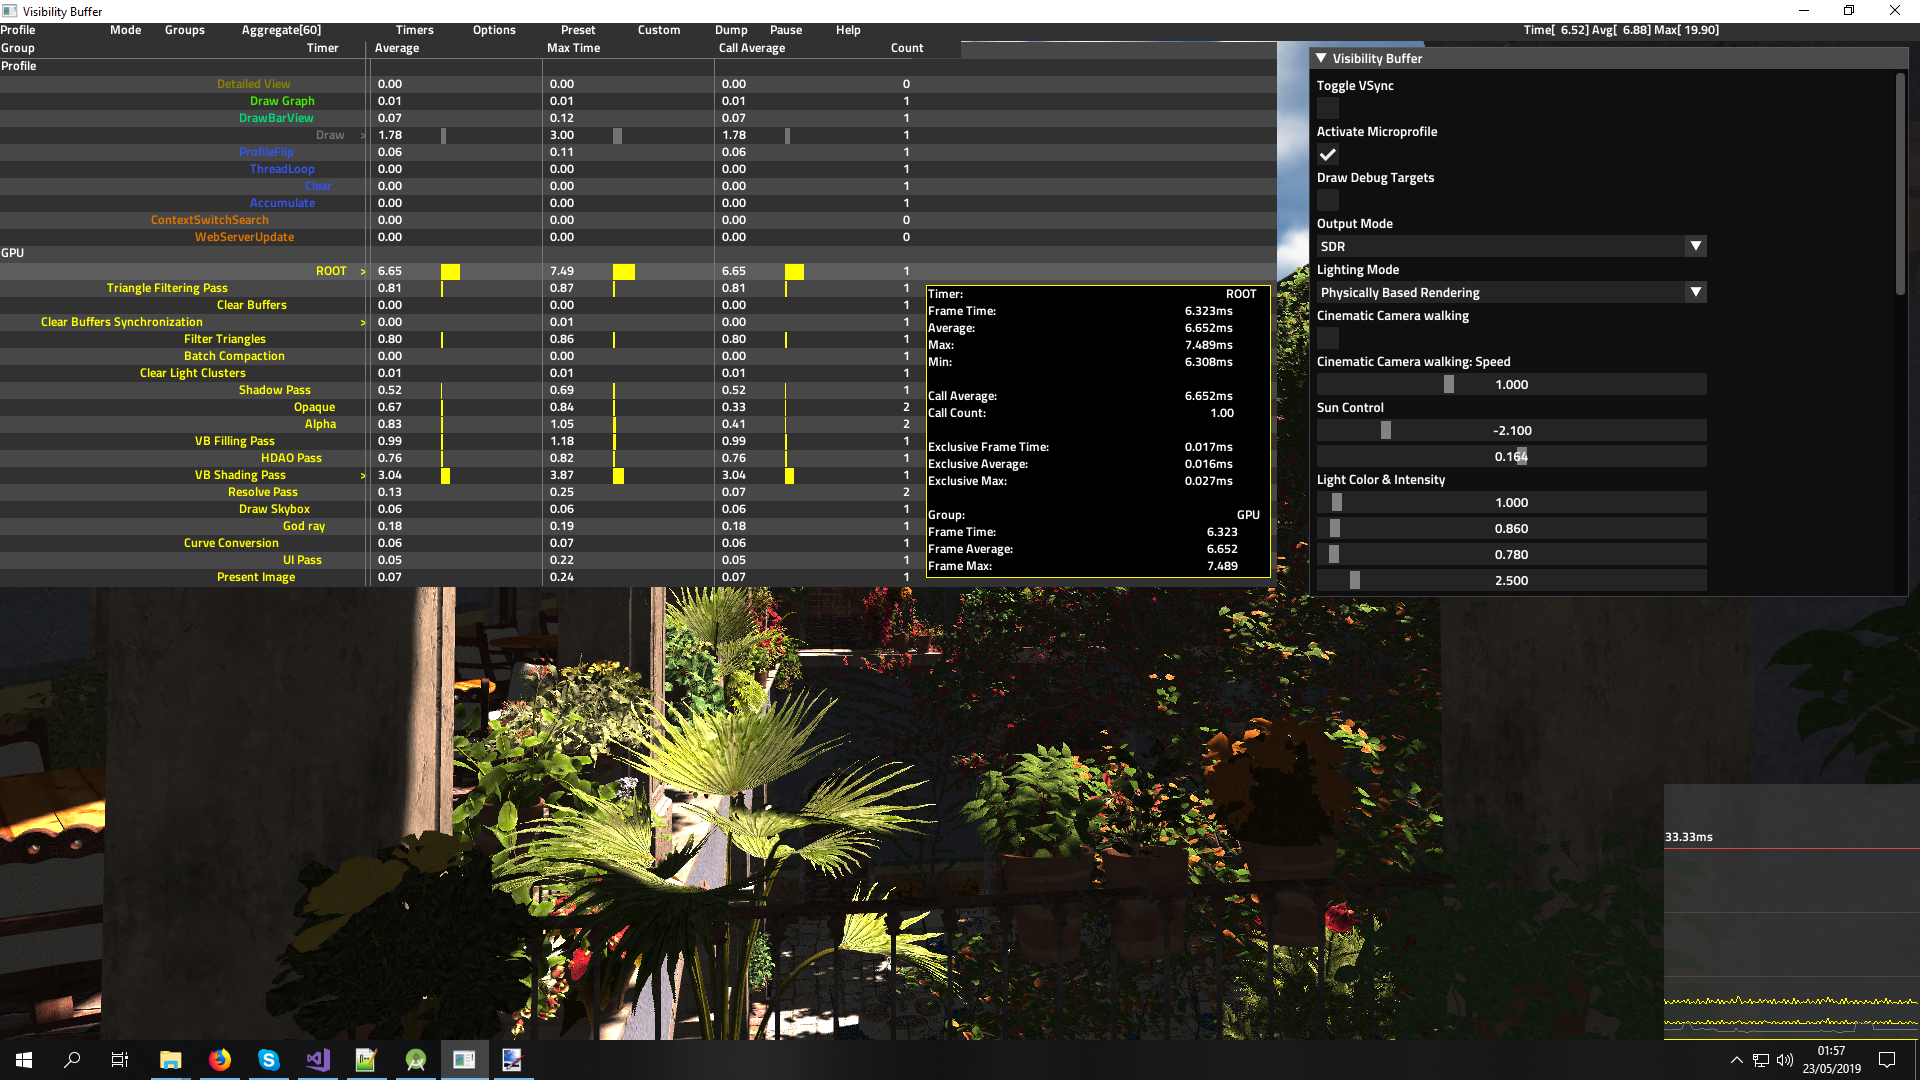 Visibility Buffer
Profile Mode Groups Aggregate[60] Timers Options Preset Custom Dump Pause Help Time[ 6.52] Avg[ 6.88] Max[ 19.90]
Group Timer Average Max Time Call Average Count
Profile
Detailed View 0.00 0.00 0.00 0
Draw Graph 0.01 0.01 0.01 1
DrawBarView 0.07 0.12 0.07 1
Draw > 1.78 3.00 1.78 1
ProfileFlip 0.06 0.11 0.06 1
ThreadLoop 0.00 0.00 0.00 1
Clear 0.00 0.00 0.00 1
Accumulate 0.00 0.00 0.00 1
ContextSwitchSearch 0.00 0.00 0.00 0
WebServerUpdate 0.00 0.00 0.00 0
GPU
ROOT > 6.65 7.49 6.65 1
Triangle Filtering Pass 0.81 0.87 0.81 1
Clear Buffers 0.00 0.00 0.00 1
Clear Buffers Synchronization > 0.00 0.01 0.00 1
Filter Triangles 0.80 0.86 0.80 1
Batch Compaction 0.00 0.00 0.00 1
Clear Light Clusters 0.01 0.01 0.01 1
Shadow Pass 0.52 0.69 0.52 1
Opaque 0.67 0.84 0.33 2
Alpha 0.83 1.05 0.41 2
VB Filling Pass 0.99 1.18 0.99 1
HDAO Pass 0.76 0.82 0.76 1
VB Shading Pass > 3.04 3.87 3.04 1
Resolve Pass 0.13 0.25 0.07 2
Draw Skybox 0.06 0.06 0.06 1
God ray 0.18 0.19 0.18 1
Curve Conversion 0.06 0.07 0.06 1
UI Pass 0.05 0.22 0.05 1
Present Image 0.07 0.24 0.07 1
Timer: ROOT
Frame Time: 6.323ms
Average: 6.652ms
Max: 7.489ms
Min: 6.308ms
Call Average: 6.652ms
Call Count: 1.00
Exclusive Frame Time: 0.017ms
Exclusive Average: 0.016ms
Exclusive Max: 0.027ms
Group: GPU
Frame Time: 6.323
Frame Average: 6.652
Frame Max: 7.489
Visibility Buffer
Toggle VSync
Activate Microprofile
Draw Debug Targets
Output Mode
SDR
Lighting Mode
Physically Based Rendering
Cinematic Camera walking
Cinematic Camera walking: Speed
1.000
Sun Control
-2.100
0.164
Light Color & Intensity
1.000
0.860
0.780
2.500
33.33ms
01:57
23/05/2019